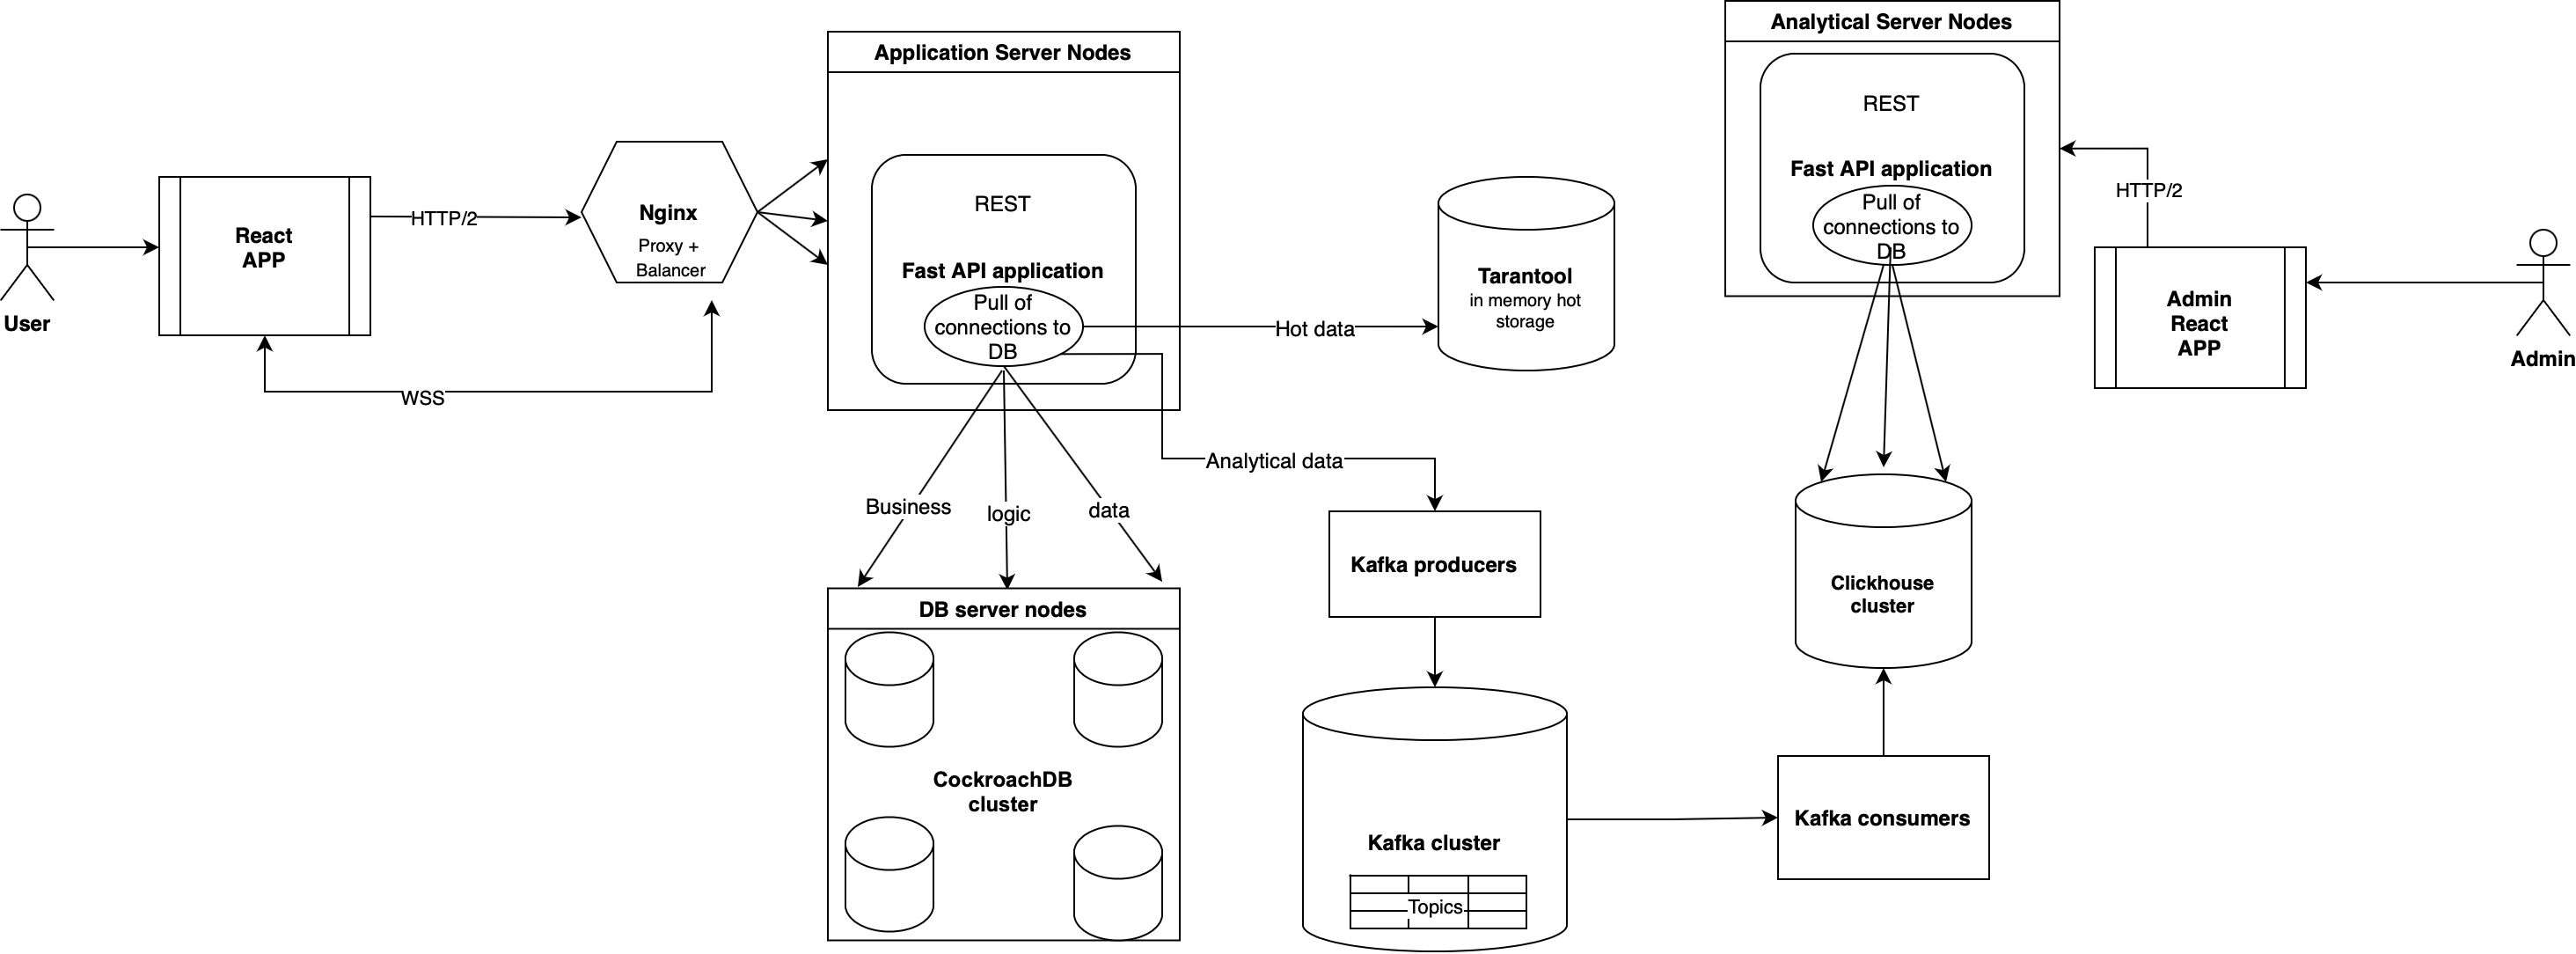 User
React
APP
HTTP/2
WSS
Nginx
Proxy +
Balancer
Application Server Nodes
REST
Fast API application
Pull of
connections to
DB
Hot data
Tarantool
in memory hot
storage
Analytical data
Business
logic
data
DB server nodes
CockroachDB
cluster
Kafka producers
Kafka cluster
Topics
Kafka consumers
Clickhouse
cluster
Analytical Server Nodes
REST
Fast API application
Pull of
connections to
DB
HTTP/2
Admin
React
APP
Admin